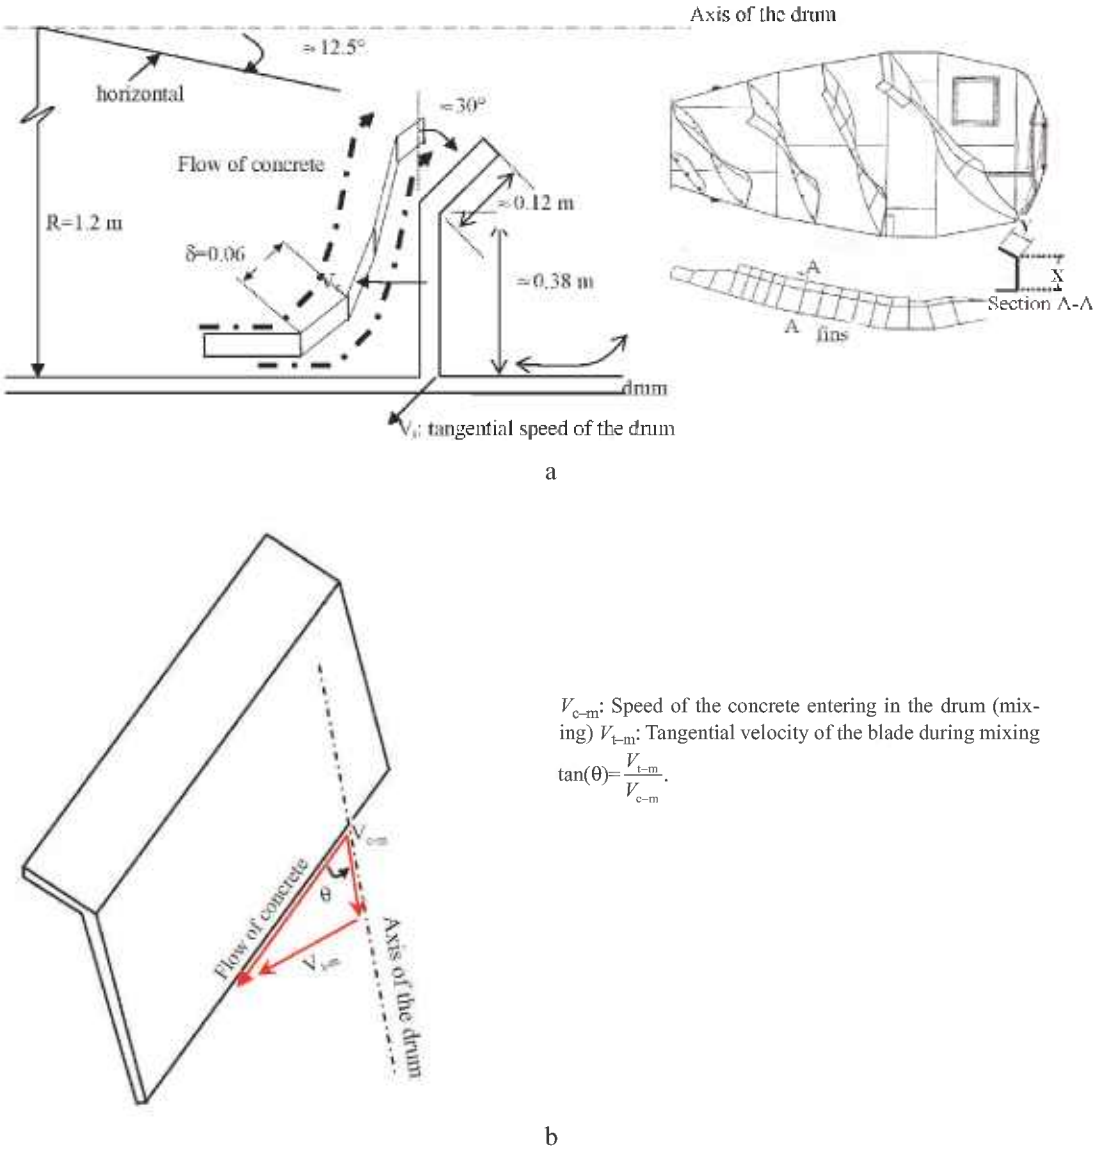 Axis of the drum
≈12.5°
horizontal
≈30°
Flow of concrete
R=1.2 m
δ=0.06
≈0.12 m
≈0.38 m
drum
V_t: tangential speed of the drum
A
A
fins
Y
X
Section A-A
a
V_c–m: Speed of the concrete entering in the drum (mix-
ing) V_t–m: Tangential velocity of the blade during mixing
tan(θ)=V_t–m/V_c–m.
V_c-m
θ
Flow of concrete
Axis of the drum
b